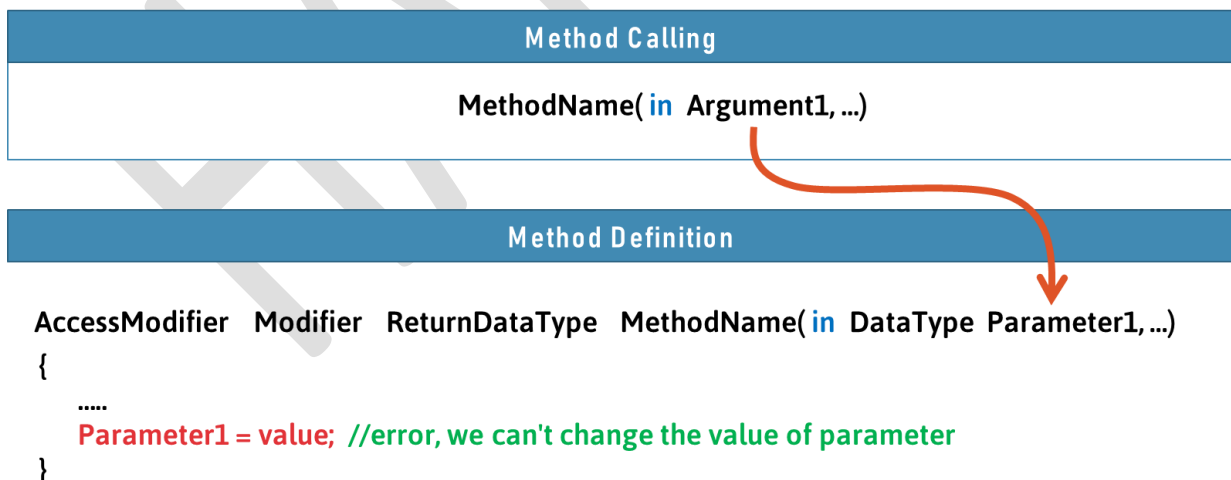 Method Calling
MethodName( in Argument1, ...)
Method Definition
AccessModifier Modifier ReturnDataType MethodName( in DataType Parameter1, ...)
{
.....
Parameter1 = value; //error, we can't change the value of parameter
}